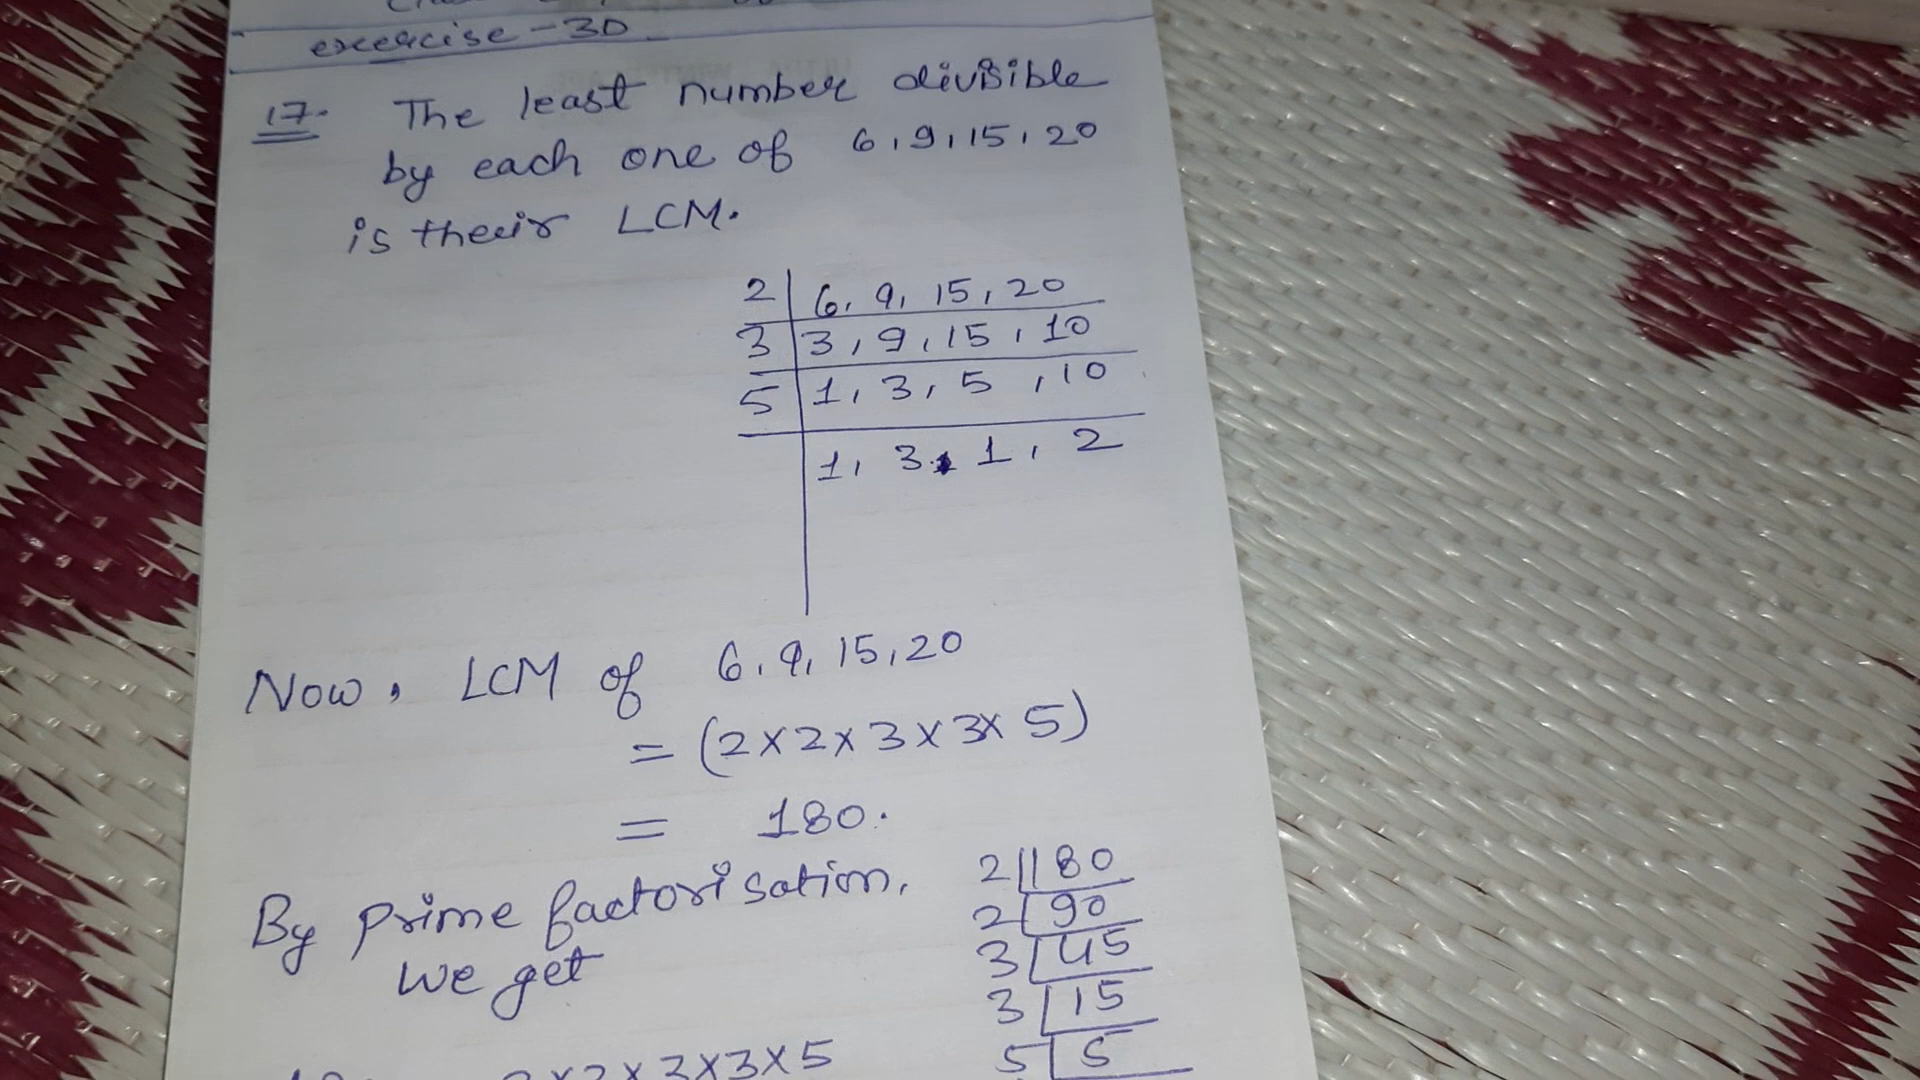 exercise-3D
17. The least number divisible
by each one of 6, 9, 15, 20
is their LCM.
2 | 6, 9, 15, 20
3 | 3, 9, 15, 10
5 | 1, 3, 5, 10
1, 3, 1, 2
Now, LCM of 6, 9, 15, 20
= (2×2×3×3×5)
= 180.
By prime factorisation,
we get
2 | 180
2 | 90
3 | 45
3 | 15
5 | 5
2×2×3×3×5